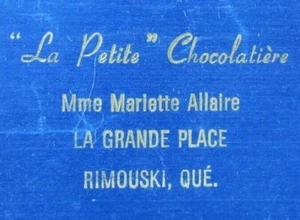 "La Petite" Chocolatière
Mme Mariette Allaire
LA GRANDE PLACE
RIMOUSKI, QUÉ.